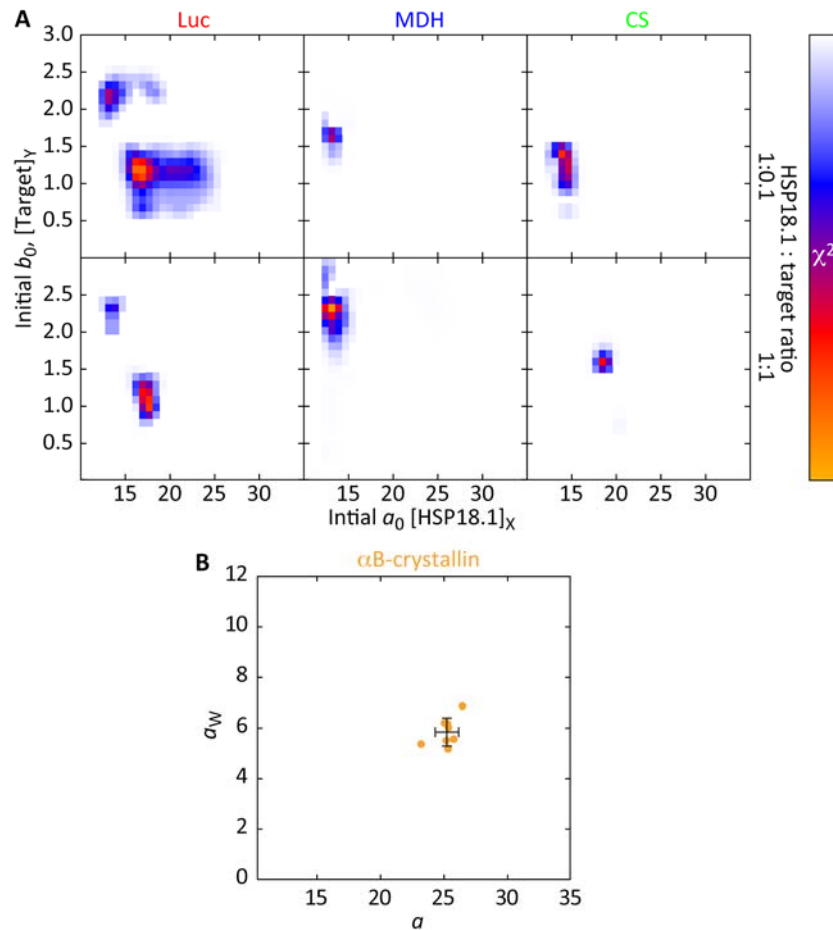 A
Luc
MDH
CS
3.0
2.5
2.0
1.5
1.0
0.5
2.5
2.0
1.5
1.0
0.5
Initial b₀, [Target]Y
15 20 25 30
15 20 25 30
15 20 25 30
Intial a₀ [HSP18.1]X
1:0.1
1:1
HSP18.1 : target ratio
χ²
B
αB-crystallin
12
10
8
6
4
2
0
aW
15 20 25 30 35
a